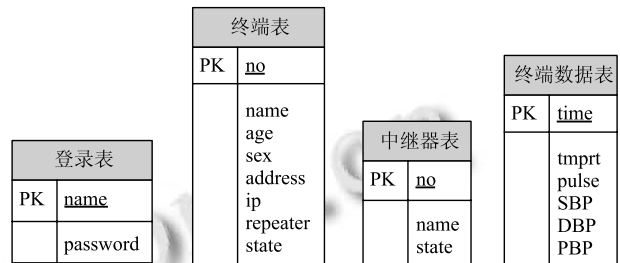 登录表
PK name
password
终端表
PK no
name
age
sex
address
ip
repeater
state
中继器表
PK no
name
state
终端数据表
PK time
tmprt
pulse
SBP
DBP
PBP